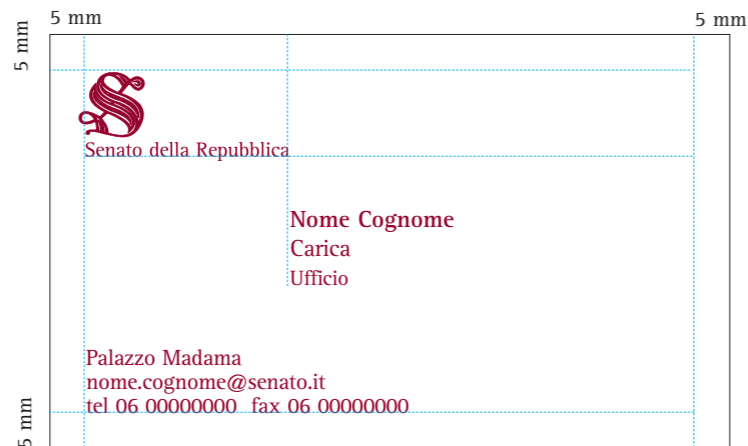 5 mm
5 mm
5 mm
Senato della Repubblica
Nome Cognome
Carica
Ufficio
Palazzo Madama
nome.cognome@senato.it
tel 06 00000000 fax 06 00000000
5 mm